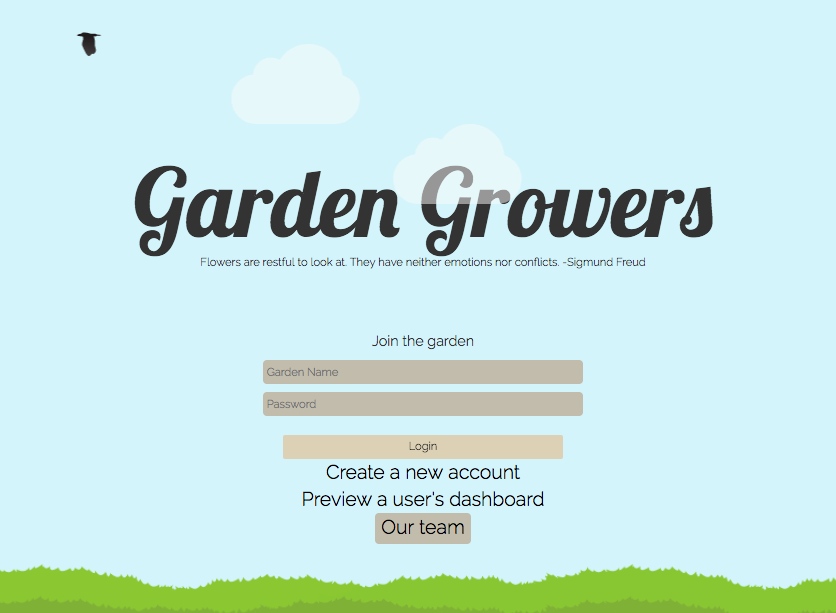 Garden Growers
Flowers are restful to look at. They have neither emotions nor conflicts. -Sigmund Freud
Join the garden
Garden Name
Password
Login
Create a new account
Preview a user's dashboard
Our team